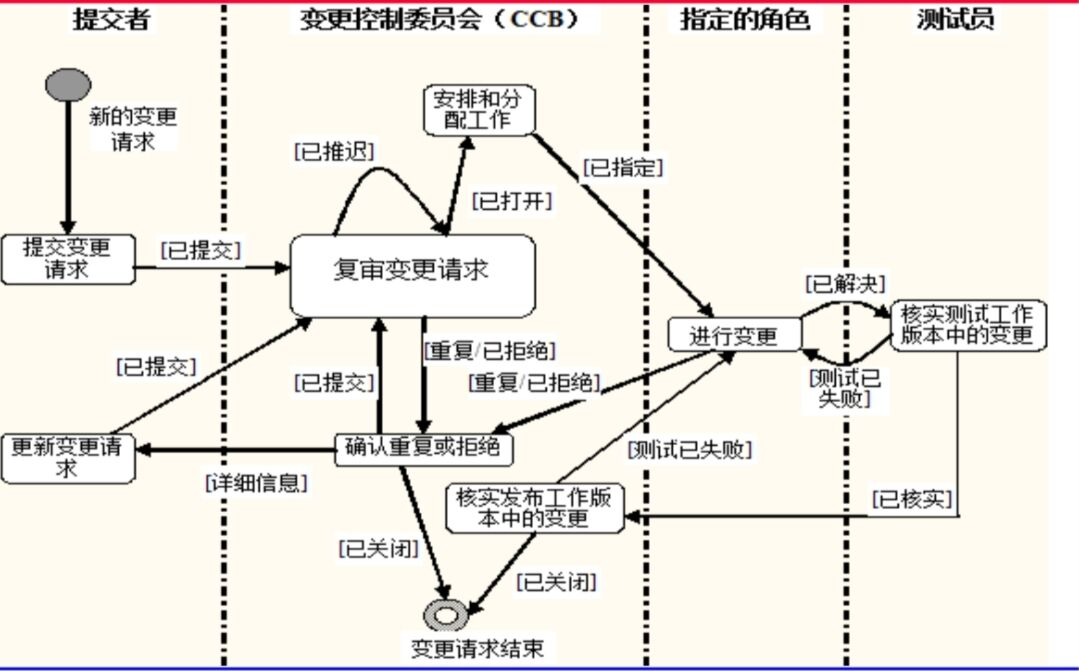 提交者
变更控制委员会（CCB）
指定的角色
测试员
新的变更
请求
安排和分
配工作
[已推迟]
[已打开]
[已指定]
提交变更
请求
[已提交]
复审变更请求
[已解决]
核实测试工作
版本中的变更
进行变更
[已提交]
[重复/已拒绝]
[已提交]
[重复/已拒绝]
[测试已
失败]
更新变更请
求
确认重复或拒绝
[测试已失败]
[详细信息]
核实发布工作版
本中的变更
[已核实]
[已关闭]
[已关闭]
变更请求结束